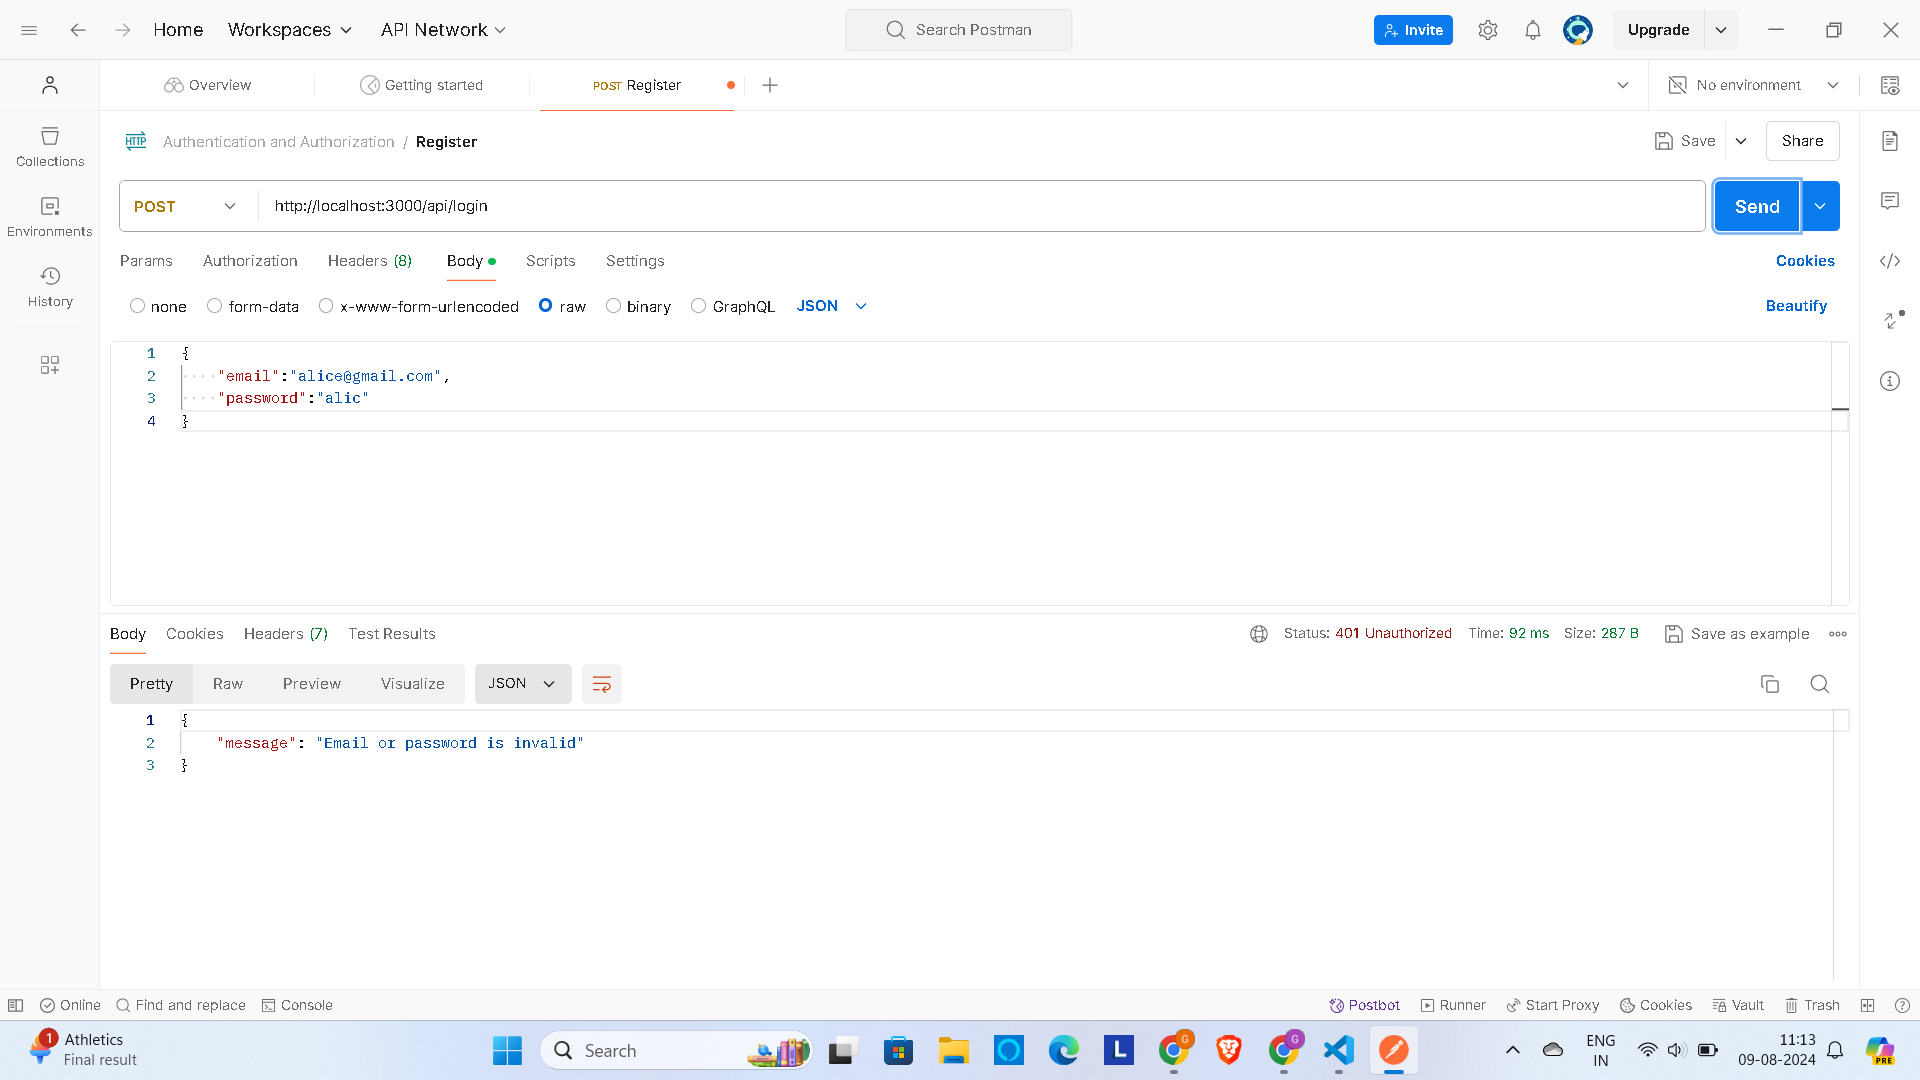 Home Workspaces API Network Search Postman Invite Upgrade
Overview Getting started POST Register No environment
HTTP Authentication and Authorization / Register Save Share
Collections
Environments
History
POST http://localhost:3000/api/login Send
Params Authorization Headers (8) Body Scripts Settings Cookies
none form-data x-www-form-urlencoded raw binary GraphQL JSON Beautify
1 {
2 "email":"alice@gmail.com",
3 "password":"alic"
4 }
Body Cookies Headers (7) Test Results Status: 401 Unauthorized Time: 92 ms Size: 287 B Save as example
Pretty Raw Preview Visualize JSON
1 {
2 "message": "Email or password is invalid"
3 }
Online Find and replace Console Postbot Runner Start Proxy Cookies Vault Trash
1 Athletics
Final result
Search
L
G
G
ENG
IN
11:13
09-08-2024
PRE